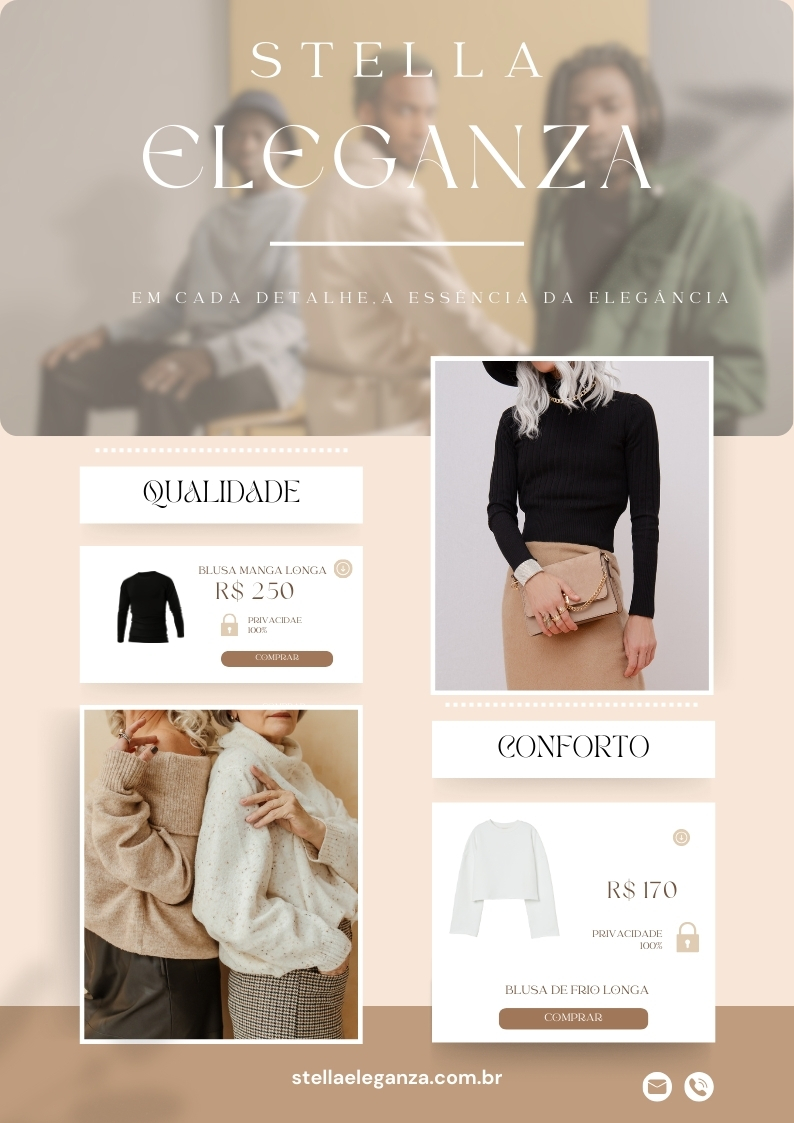 STELLA
ELEGANZA
EM CADA DETALHE,A ESSÊNCIA DA ELEGÂNCIA
QUALIDADE
BLUSA MANGA LONGA
R$ 250
PRIVACIDAE
100%
COMPRAR
CONFORTO
R$ 170
PRIVACIDADE
100%
BLUSA DE FRIO LONGA
COMPRAR
stellaeleganza.com.br